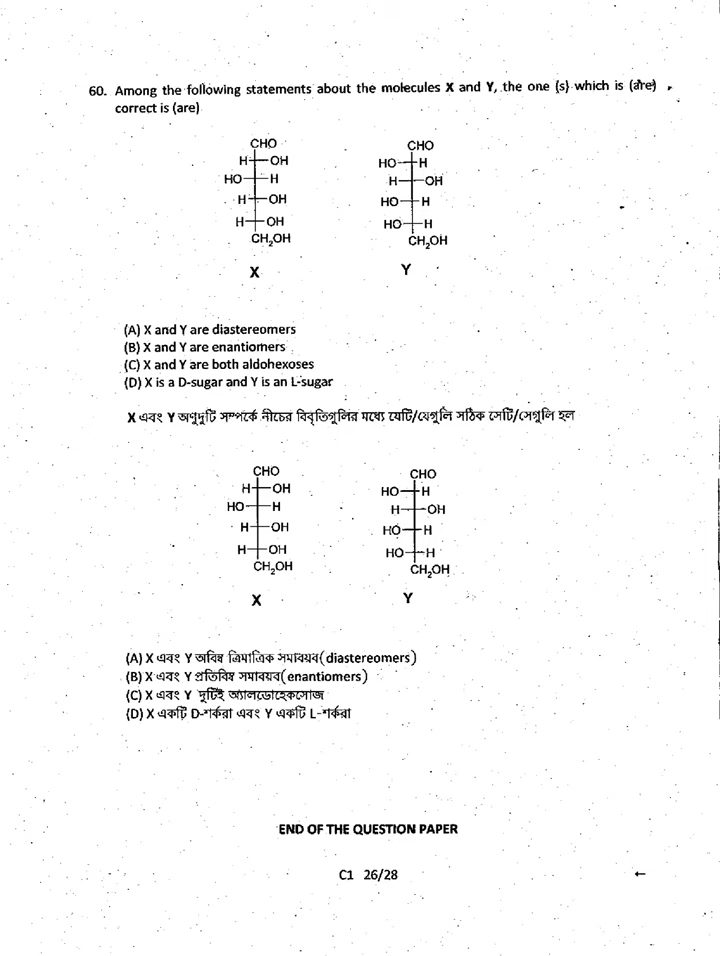 60. Among the following statements about the molecules X and Y, the one (s) which is (are)
correct is (are)
CHO
H OH
HO H
H OH
H OH
CH₂OH
X
CHO
HO H
H OH
HO H
HO H
CH₂OH
Y
(A) X and Y are diastereomers
(B) X and Y are enantiomers
(C) X and Y are both aldohexoses
(D) X is a D-sugar and Y is an L-sugar
X এবং Y অণুদুটি সম্পর্কে নীচের বিবৃতিগুলির মধ্যে যেটি/যেগুলি সঠিক সেটি/সেগুলি হল
CHO
H OH
HO H
H OH
H OH
CH₂OH
X
CHO
HO H
H OH
HO H
HO H
CH₂OH
Y
(A) X এবং Y অবিম্ব ত্রিমাত্রিক সমাবয়ব(diastereomers)
(B) X এবং Y প্রতিবিম্ব সমাবয়ব(enantiomers)
(C) X এবং Y দুটিই অ্যালডোহেকসোজ
(D) X একটি D-শর্করা এবং Y একটি L-শর্করা
END OF THE QUESTION PAPER
C1 26/28